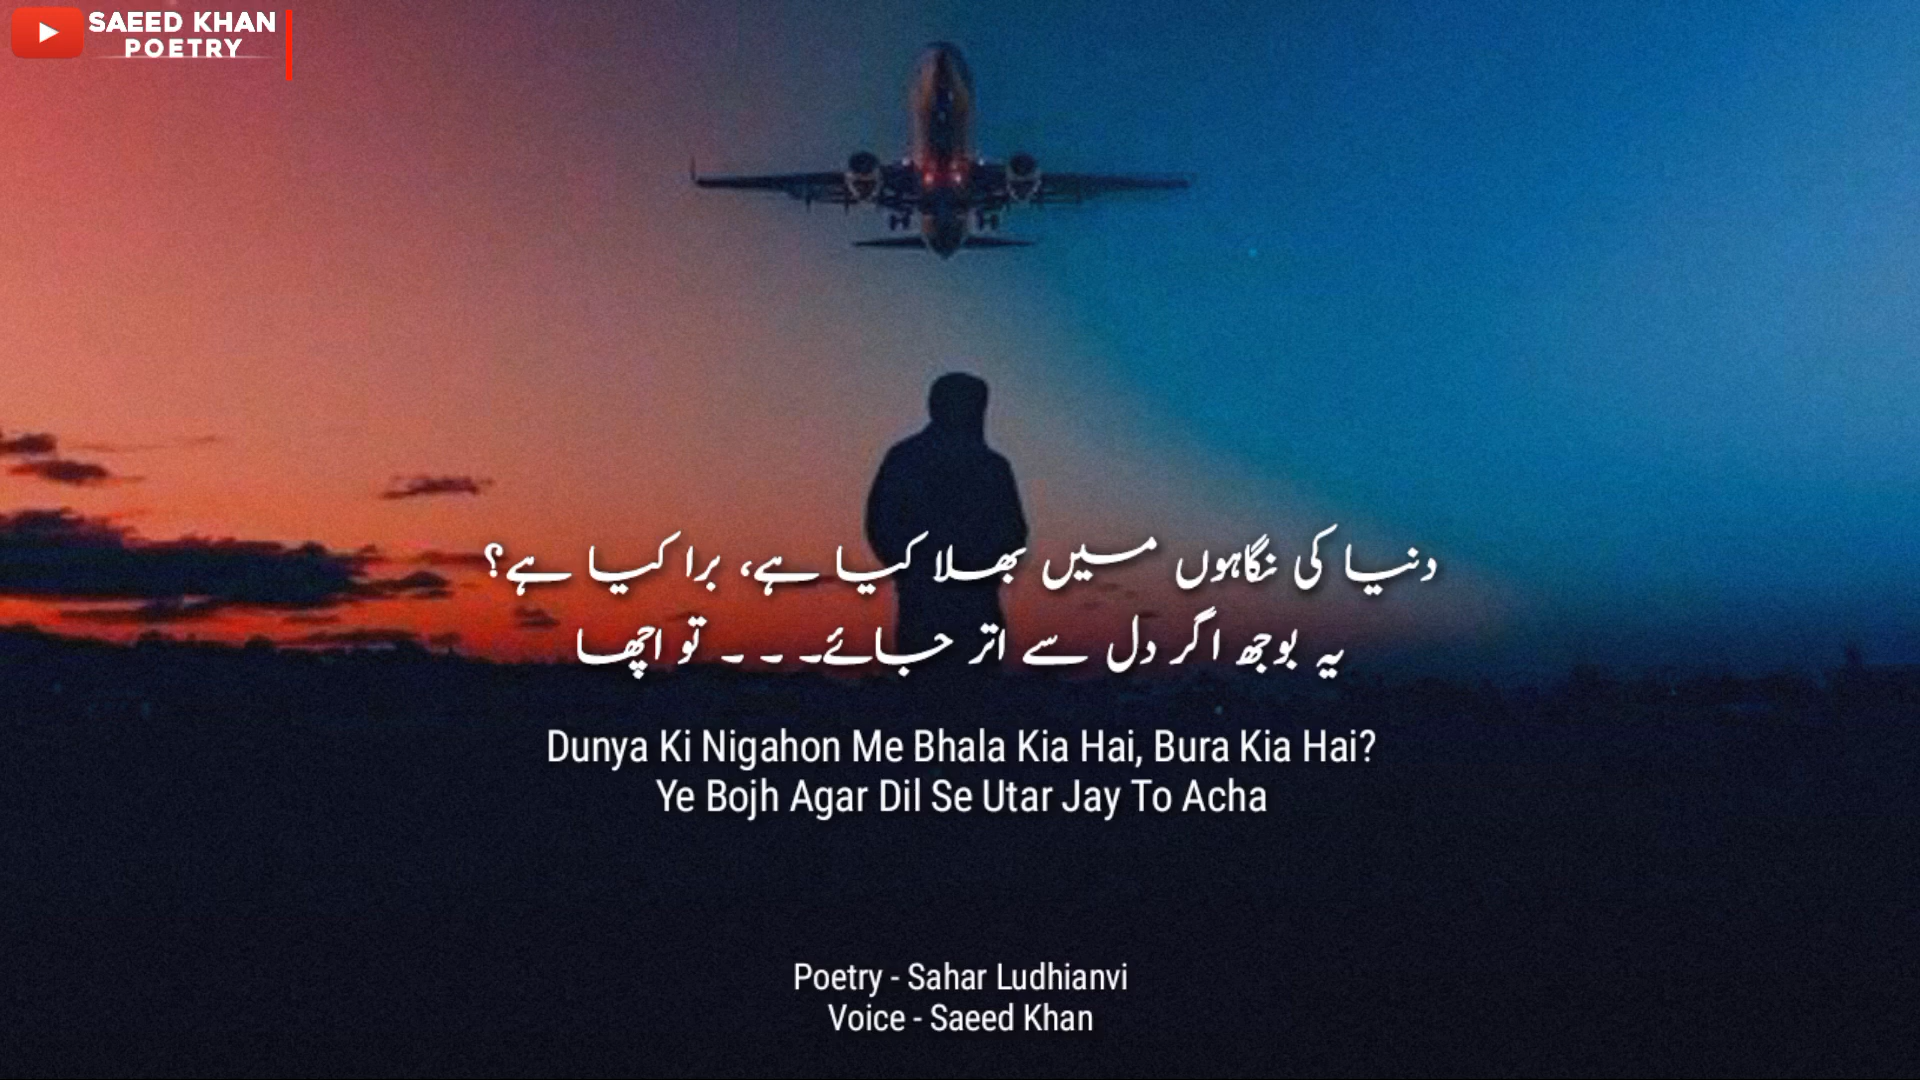 SAEED KHAN
POETRY
دنیا کی نگاہوں میں بھلا کیا ہے، برا کیا ہے؟
یہ بوجھ اگر دل سے اتر جائے۔ ۔ ۔ تو اچھا
Dunya Ki Nigahon Me Bhala Kia Hai, Bura Kia Hai?
Ye Bojh Agar Dil Se Utar Jay To Acha
Poetry - Sahar Ludhianvi
Voice - Saeed Khan